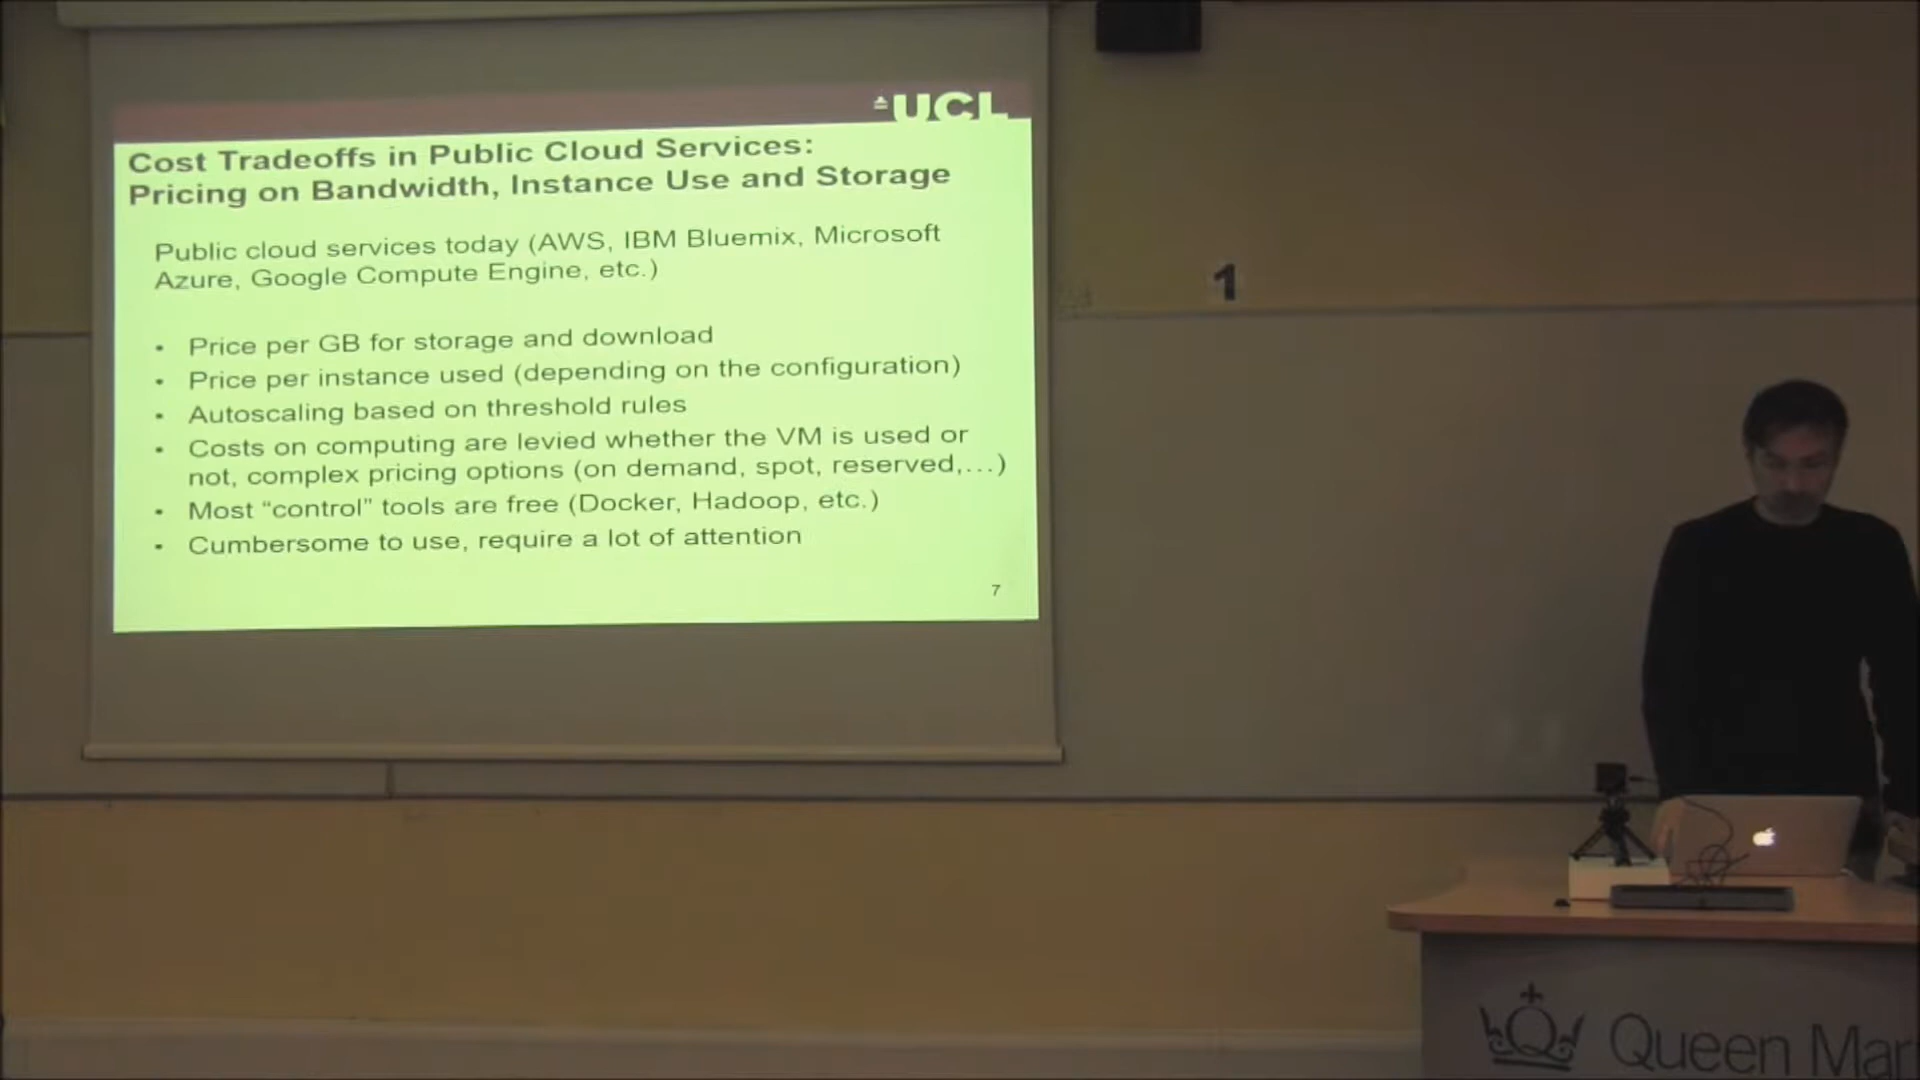 UCL
Cost Tradeoffs in Public Cloud Services:
Pricing on Bandwidth, Instance Use and Storage
Public cloud services today (AWS, IBM Bluemix, Microsoft
Azure, Google Compute Engine, etc.)
• Price per GB for storage and download
• Price per instance used (depending on the configuration)
• Autoscaling based on threshold rules
• Costs on computing are levied whether the VM is used or
not, complex pricing options (on demand, spot, reserved,…)
• Most “control” tools are free (Docker, Hadoop, etc.)
• Cumbersome to use, require a lot of attention
7
1
Queen Mar